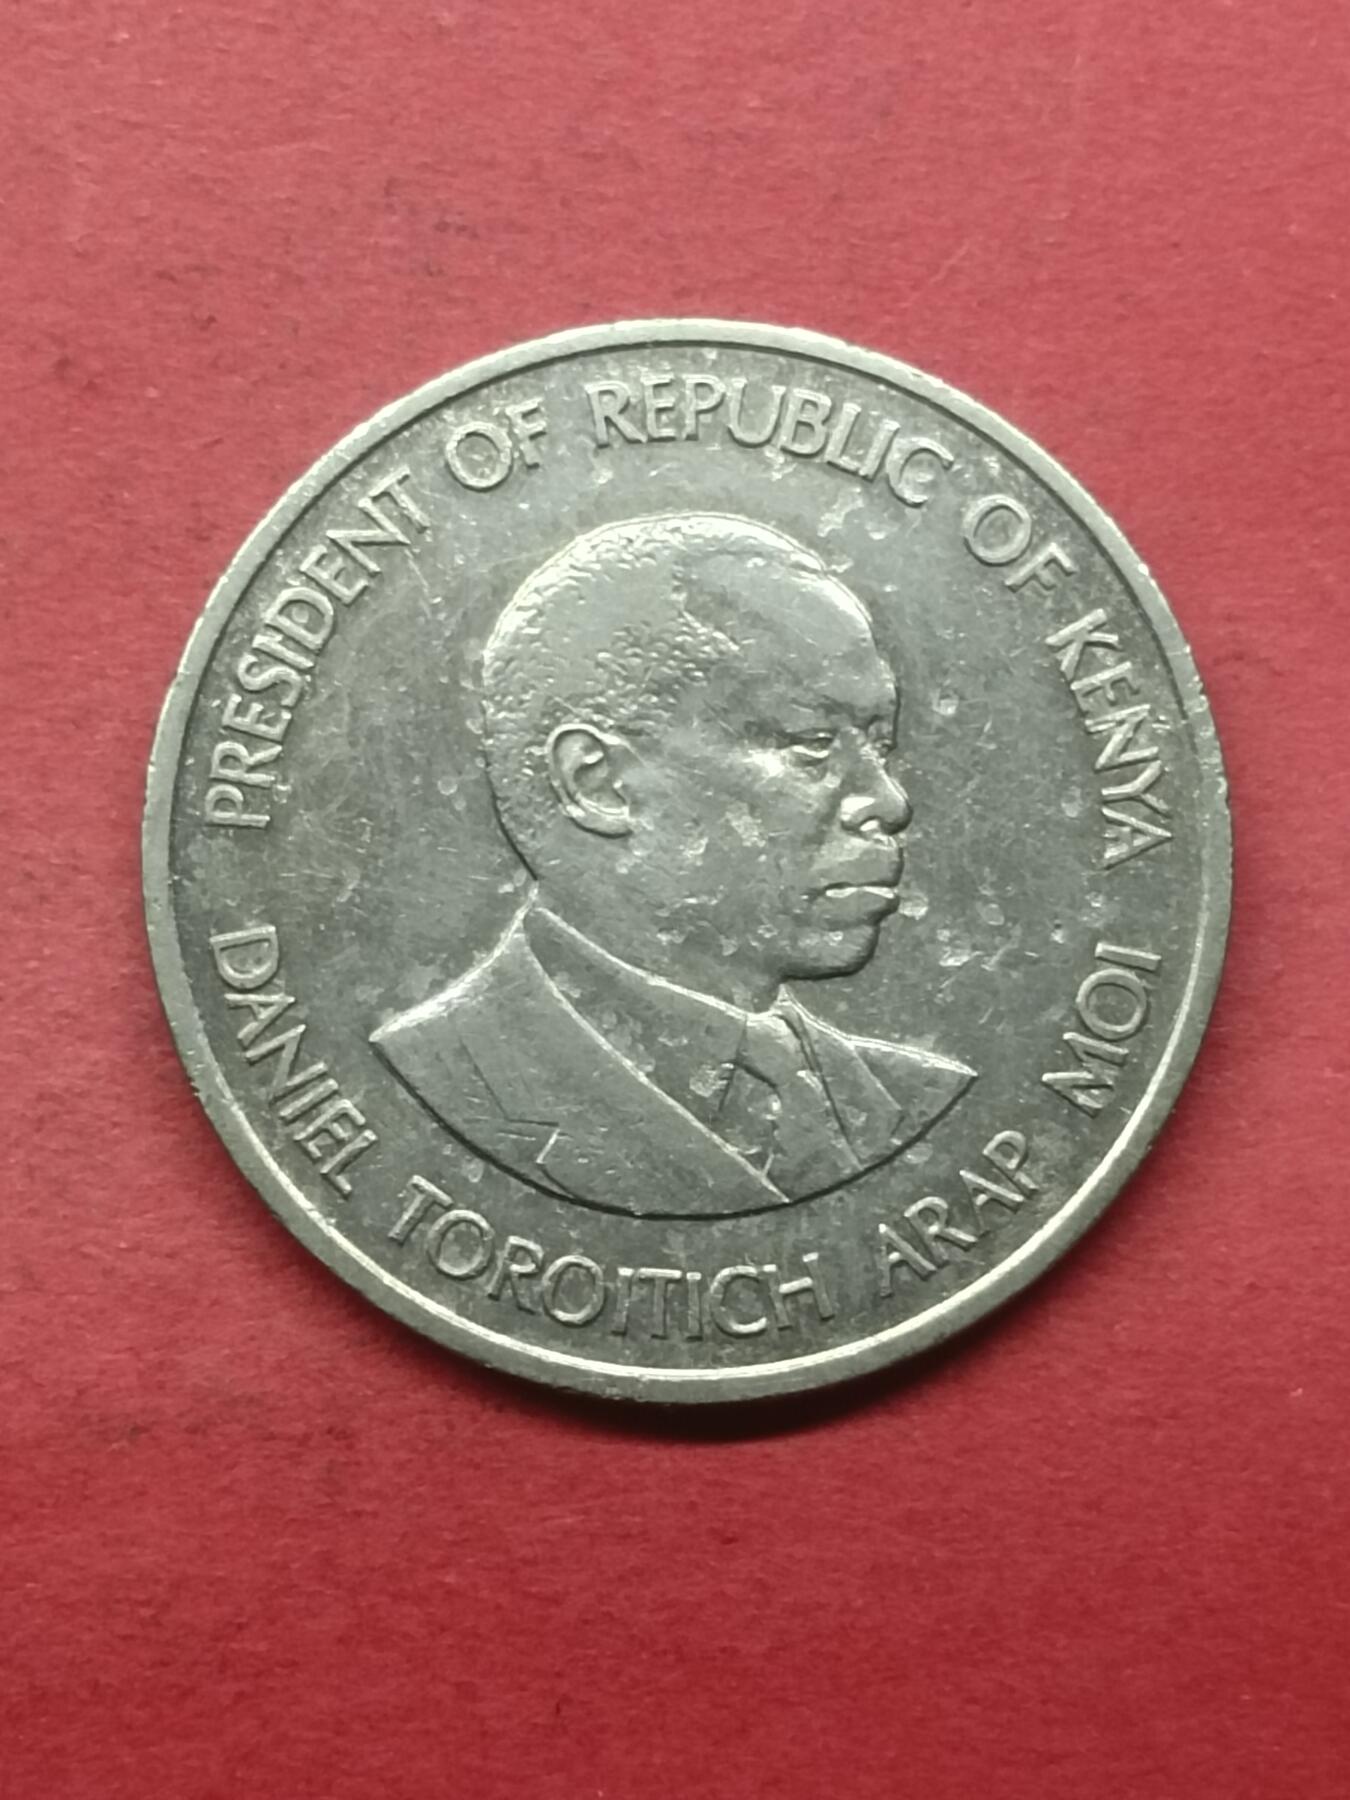 PRESIDENT OF REPUBLIC OF KENYA
DANIEL TOROITICH ARAP MOI